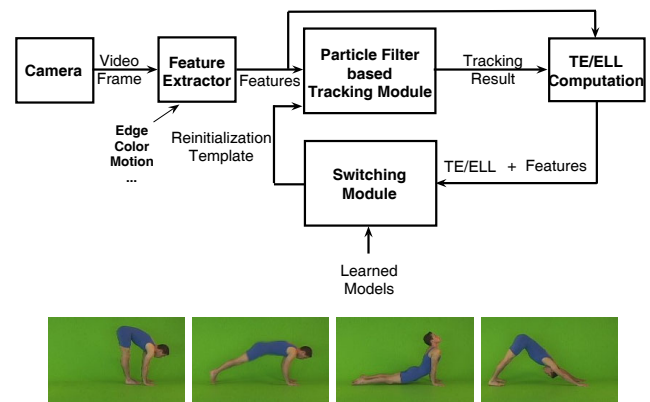 Camera
Video
Frame
Feature
Extractor
Features
Particle Filter
based
Tracking Module
Tracking
Result
TE/ELL
Computation
Edge
Color
Motion
...
Reinitialization
Template
Switching
Module
TE/ELL + Features
Learned
Models